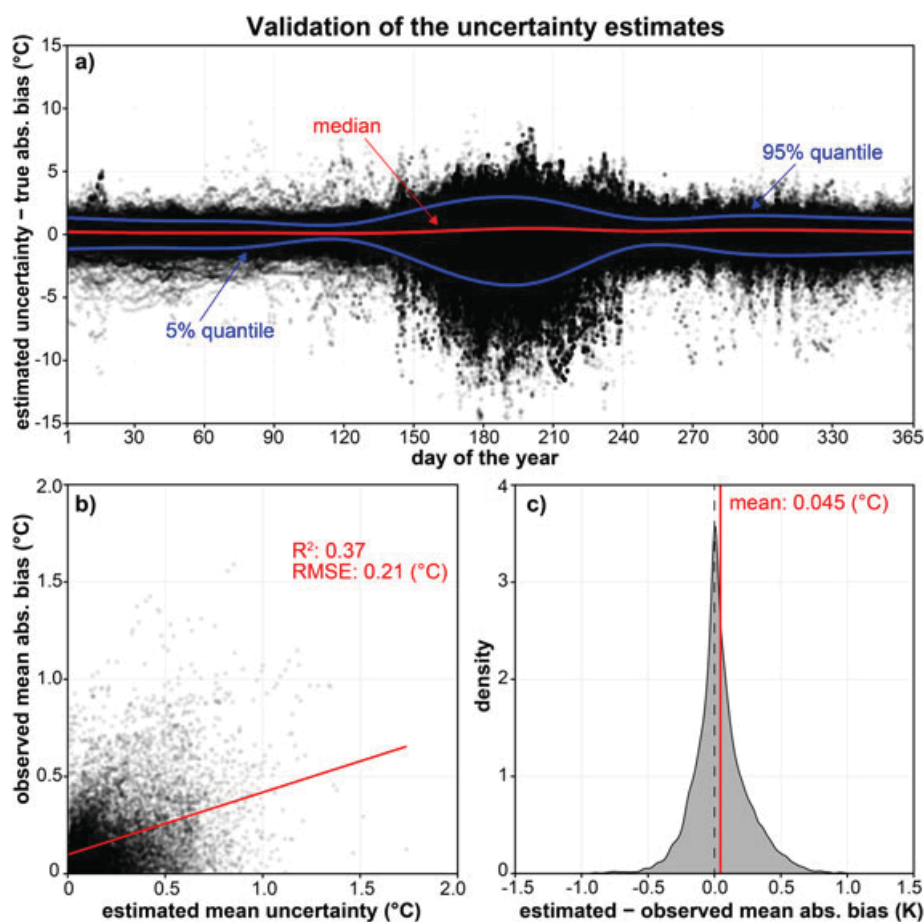 Validation of the uncertainty estimates
a)
estimated uncertainty − true abs. bias (°C)
15
10
5
0
-5
-10
-15
median
95% quantile
5% quantile
1 30 60 90 120 150 180 210 240 270 300 330 365
day of the year
b)
observed mean abs. bias (°C)
2.0
1.5
1.0
0.5
0
R²: 0.37
RMSE: 0.21 (°C)
0 0.5 1.0 1.5 2.0
estimated mean uncertainty (°C)
c)
density
4
3
2
1
0
mean: 0.045 (°C)
-1.5 -1.0 -0.5 0.0 0.5 1.0 1.5
estimated − observed mean abs. bias (K)